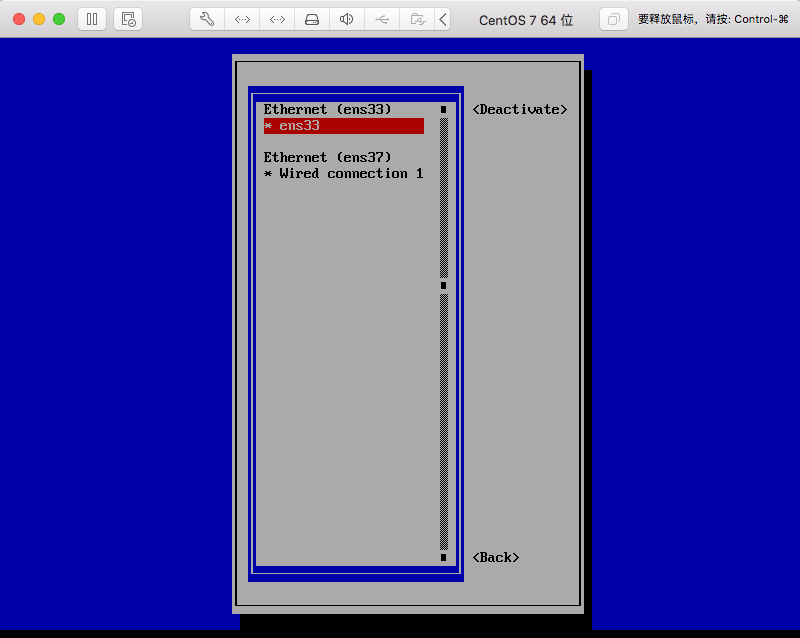 CentOS 7 64 位
要释放鼠标，请按: Control-⌘
Ethernet (ens33)
<Deactivate>
* ens33
Ethernet (ens37)
* Wired connection 1
<Back>